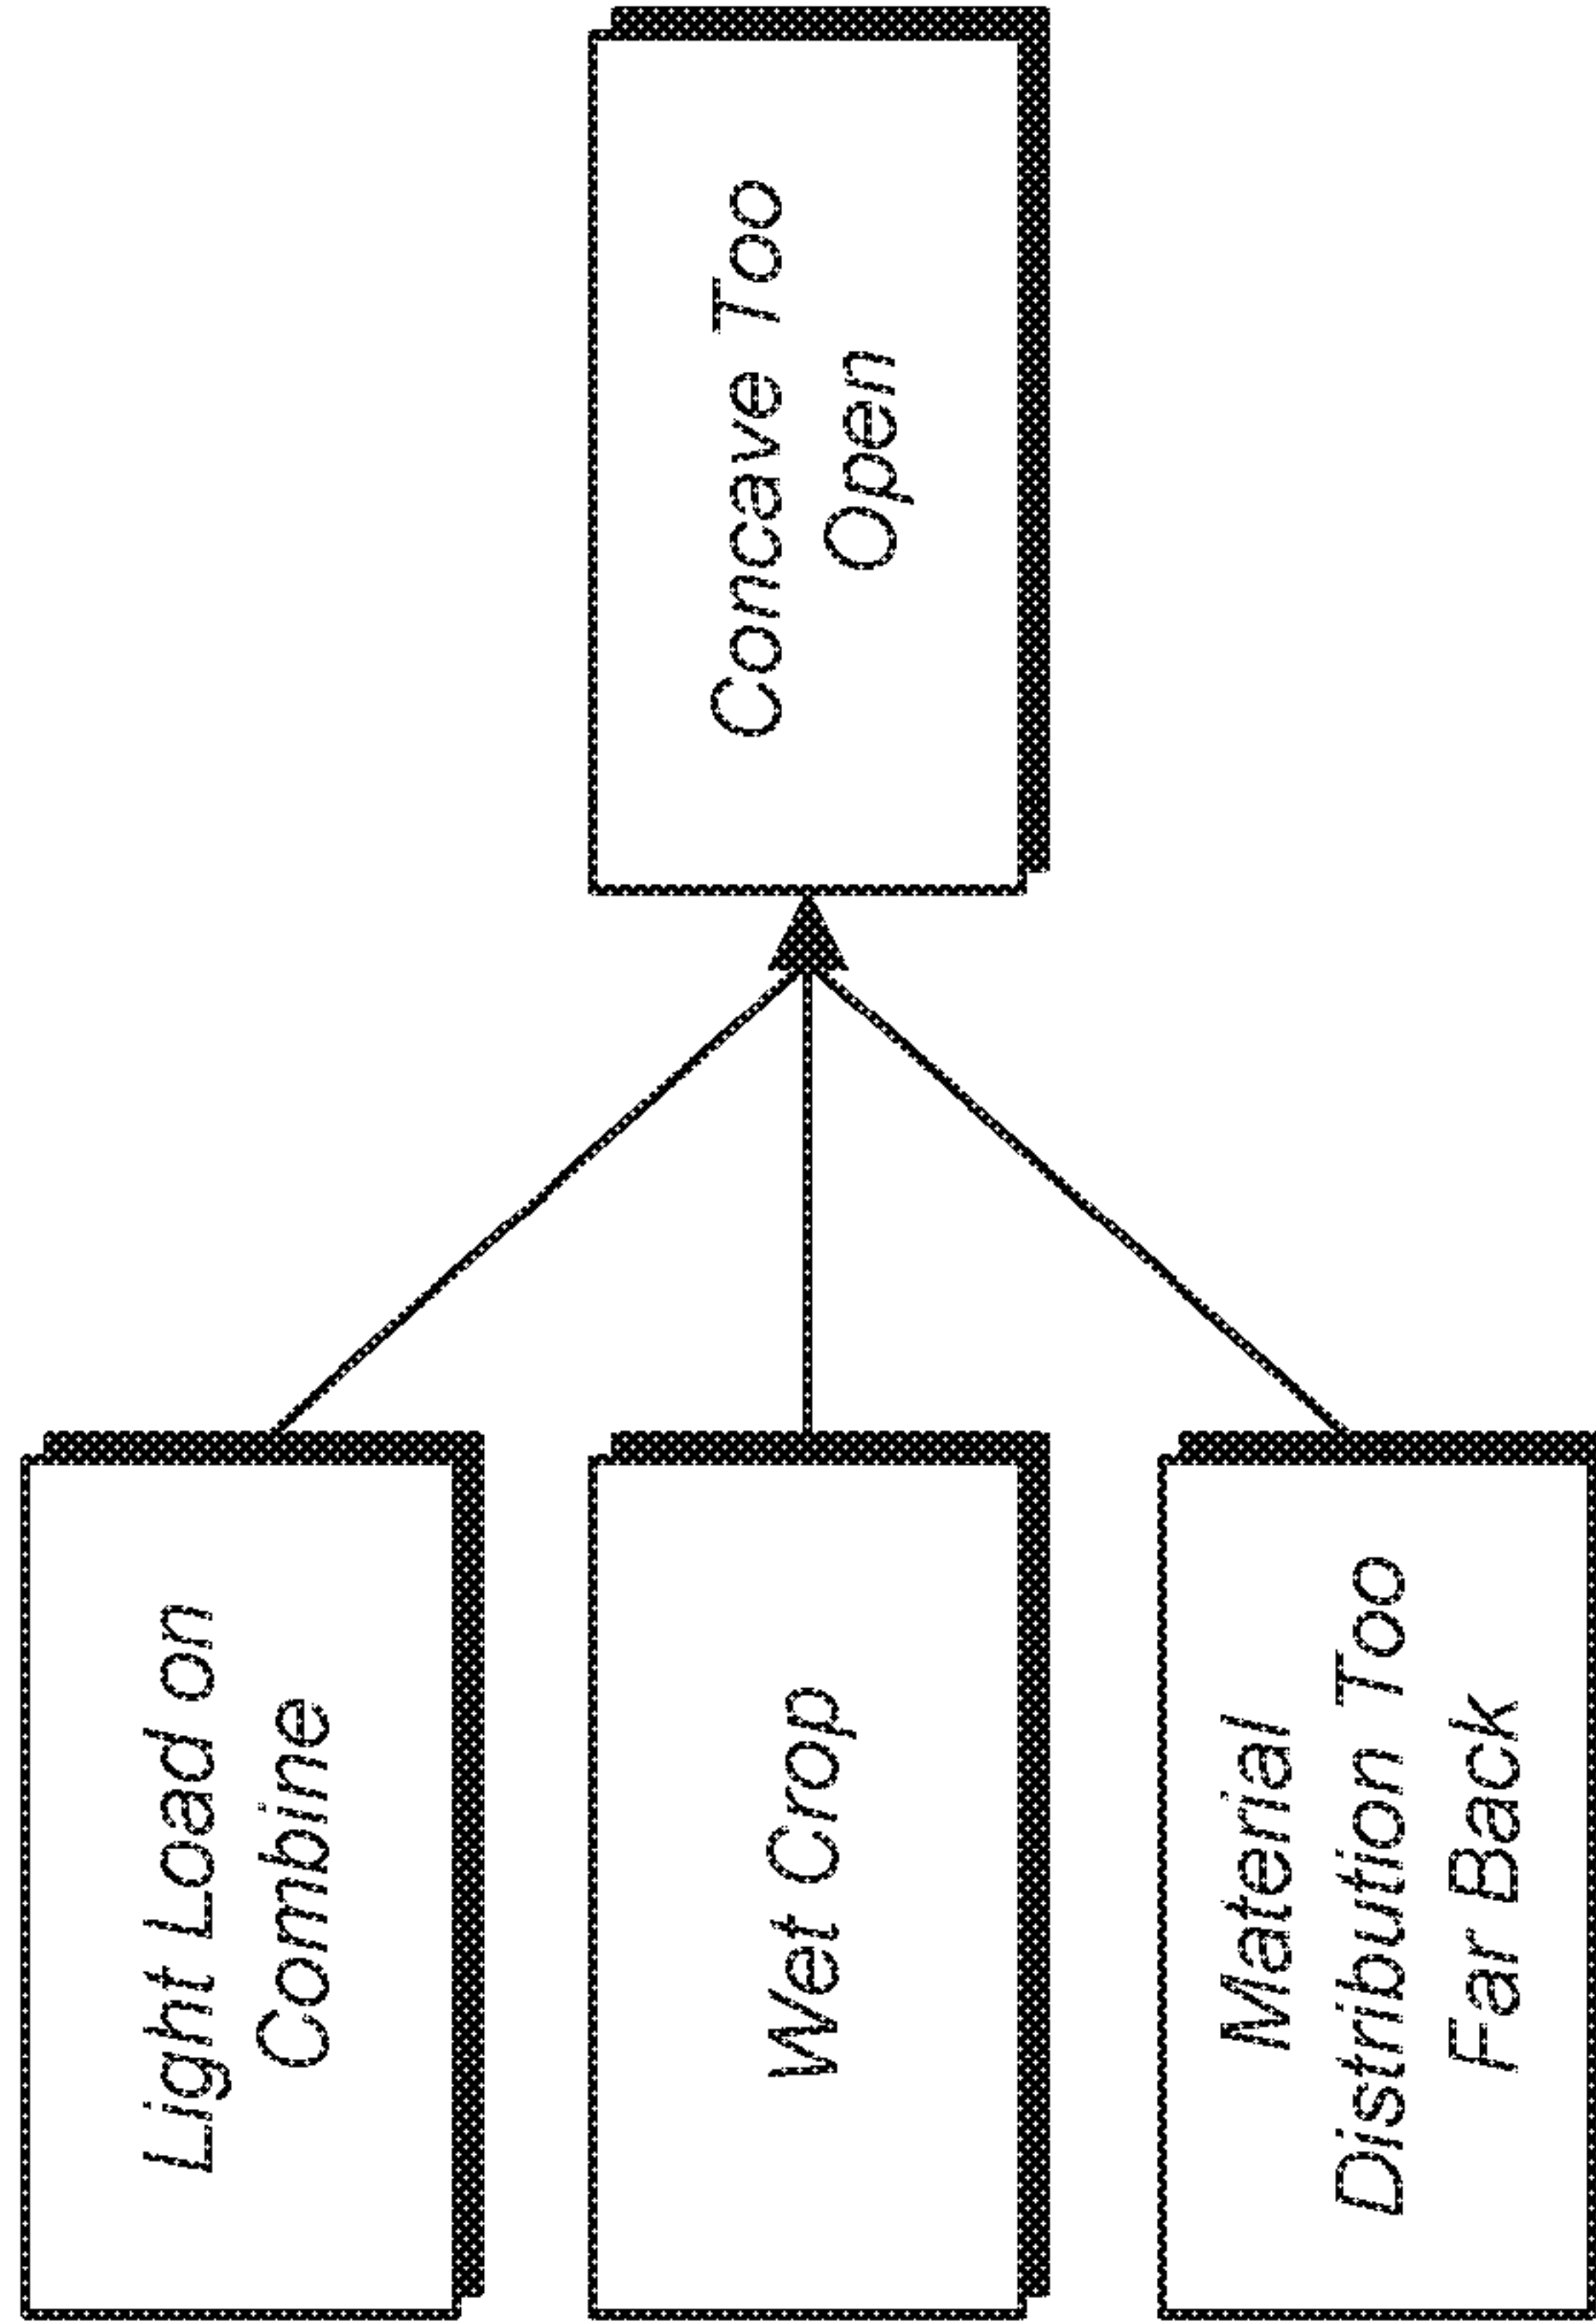 Light Load on
Combine
Wet Crop
Material
Distribution Too
Far Back
Concave Too
Open